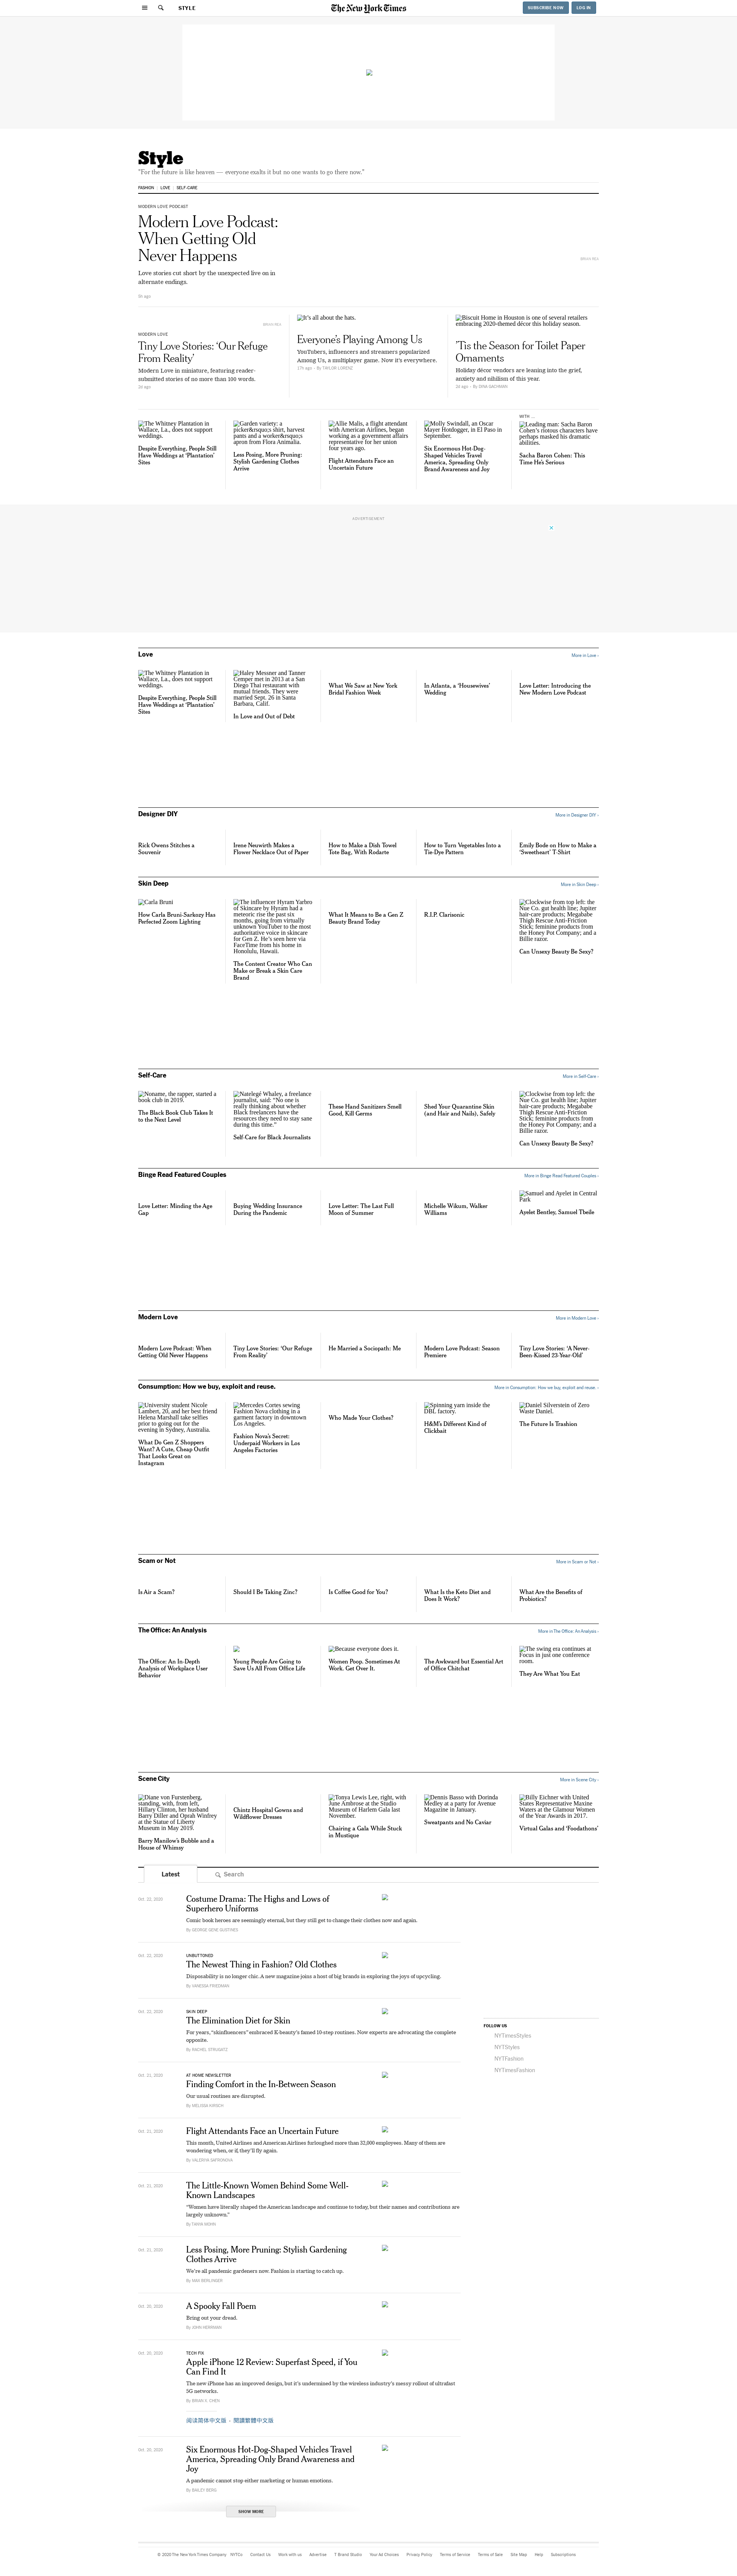 STYLE
The New York Times
SUBSCRIBE NOW
LOG IN
Style
"For the future is like heaven — everyone exalts it but no one wants to go there now."
FASHION
LOVE
SELF-CARE
MODERN LOVE PODCAST
Modern Love Podcast:
When Getting Old
Never Happens
Love stories cut short by the unexpected live on in
alternate endings.
BRIAN REA
MODERN LOVE
Tiny Love Stories: ‘Our Refuge
From Reality’
Modern Love in miniature, featuring reader-
submitted stories of no more than 100 words.
BRIAN REA
It’s all about the hats.
Everyone’s Playing Among Us
YouTubers, influencers and streamers popularized
Among Us, a multiplayer game. Now it’s everywhere.
17h ago · By TAYLOR LORENZ
Biscuit Home in Houston is one of several retailers
embracing 2020-themed décor this holiday season.
’Tis the Season for Toilet Paper
Ornaments
Holiday décor vendors are leaning into the grief,
anxiety and nihilism of this year.
The Whitney Plantation in
Wallace, La., does not support
weddings.
Despite Everything, People Still
Have Weddings at ‘Plantation’
Sites
Garden variety: a
picker&rsquo;s shirt, harvest
pants and a worker&rsquo;s
apron from Flora Animalia.
Less Posing, More Pruning:
Stylish Gardening Clothes
Arrive
Allie Malis, a flight attendant
with American Airlines, began
working as a government affairs
representative for her union
four years ago.
Flight Attendants Face an
Uncertain Future
Molly Swindall, an Oscar
Mayer Hotdogger, in El Paso in
September.
Six Enormous Hot-Dog-
Shaped Vehicles Travel
America, Spreading Only
Brand Awareness and Joy
WITH ...
Leading man: Sacha Baron
Cohen’s riotous characters have
perhaps masked his dramatic
abilities.
Sacha Baron Cohen: This
Time He’s Serious
ADVERTISEMENT
Love
More in Love ›
The Whitney Plantation in
Wallace, La., does not support
weddings.
Despite Everything, People Still
Have Weddings at ‘Plantation’
Sites
Haley Messner and Tanner
Cemper met in 2013 at a San
Diego Thai restaurant with
mutual friends. They were
married Sept. 26 in Santa
Barbara, Calif.
In Love and Out of Debt
What We Saw at New York
Bridal Fashion Week
In Atlanta, a ‘Housewives’
Wedding
Love Letter: Introducing the
New Modern Love Podcast
Designer DIY
More in Designer DIY ›
Rick Owens Stitches a
Souvenir
Irene Neuwirth Makes a
Flower Necklace Out of Paper
How to Make a Dish Towel
Tote Bag, With Rodarte
How to Turn Vegetables Into a
Tie-Dye Pattern
Emily Bode on How to Make a
‘Sweetheart’ T-Shirt
Skin Deep
More in Skin Deep ›
Carla Bruni
How Carla Bruni-Sarkozy Has
Perfected Zoom Lighting
The influencer Hyram Yarbro
of Skincare by Hyram had a
meteoric rise the past six
months, going from virtually
unknown YouTuber to the most
authoritative voice in skincare
for Gen Z. He’s seen here via
FaceTime from his home in
Honolulu, Hawaii.
The Content Creator Who Can
Make or Break a Skin Care
Brand
What It Means to Be a Gen Z
Beauty Brand Today
R.I.P. Clarisonic
Clockwise from top left: the
Nue Co. gut health line; Jupiter
hair-care products; Megababe
Thigh Rescue Anti-Friction
Stick; feminine products from
the Honey Pot Company; and a
Billie razor.
Can Unsexy Beauty Be Sexy?
Self-Care
More in Self-Care ›
Noname, the rapper, started a
book club in 2019.
The Black Book Club Takes It
to the Next Level
Natelegé Whaley, a freelance
journalist, said: “No one is
really thinking about whether
Black freelancers have the
resources they need to stay sane
during this time.”
Self-Care for Black Journalists
These Hand Sanitizers Smell
Good, Kill Germs
Shed Your Quarantine Skin
(and Hair and Nails), Safely
Clockwise from top left: the
Nue Co. gut health line; Jupiter
hair-care products; Megababe
Thigh Rescue Anti-Friction
Stick; feminine products from
the Honey Pot Company; and a
Billie razor.
Can Unsexy Beauty Be Sexy?
Binge Read Featured Couples
More in Binge Read Featured Couples ›
Love Letter: Minding the Age
Gap
Buying Wedding Insurance
During the Pandemic
Love Letter: The Last Full
Moon of Summer
Michelle Wikum, Walker
Williams
Samuel and Ayelet in Central
Park
Ayelet Bentley, Samuel Theile
Modern Love
More in Modern Love ›
Modern Love Podcast: When
Getting Old Never Happens
Tiny Love Stories: ‘Our Refuge
From Reality’
He Married a Sociopath: Me
Modern Love Podcast: Season
Premiere
Tiny Love Stories: ‘A Never-
Been-Kissed 23-Year-Old’
Consumption: How we buy, exploit and reuse.
More in Consumption: How we buy, exploit and reuse. ›
University student Nicole
Lambert, 20, and her best friend
Helena Marshall take selfies
prior to going out for the
evening in Sydney, Australia.
What Do Gen Z Shoppers
Want? A Cute, Cheap Outfit
That Looks Great on
Instagram
Mercedes Cortes sewing
Fashion Nova clothing in a
garment factory in downtown
Los Angeles.
Fashion Nova’s Secret:
Underpaid Workers in Los
Angeles Factories
Who Made Your Clothes?
Spinning yarn inside the
DBL factory.
H&M’s Different Kind of
Clickbait
Daniel Silverstein of Zero
Waste Daniel.
The Future Is Trashion
Scam or Not
More in Scam or Not ›
Is Air a Scam?
Should I Be Taking Zinc?
Is Coffee Good for You?
What Is the Keto Diet and
Does It Work?
What Are the Benefits of
Probiotics?
The Office: An Analysis
More in The Office: An Analysis ›
The Office: An In-Depth
Analysis of Workplace User
Behavior
Young People Are Going to
Save Us All From Office Life
Because everyone does it.
Women Poop. Sometimes At
Work. Get Over It.
The Awkward but Essential Art
of Office Chitchat
The swing era continues at
Focus in just one conference
room.
They Are What You Eat
Scene City
More in Scene City ›
Diane von Furstenberg,
standing, with, from left,
Hillary Clinton, her husband
Barry Diller and Oprah Winfrey
at the Statue of Liberty
Museum in May 2019.
Barry Manilow’s Bubble and a
House of Whimsy
Chintz Hospital Gowns and
Wildflower Dresses
Tonya Lewis Lee, right, with
June Ambrose at the Studio
Museum of Harlem Gala last
November.
Chairing a Gala While Stuck
in Mustique
Dennis Basso with Dorinda
Medley at a party for Avenue
Magazine in January.
Sweatpants and No Caviar
Billy Eichner with United
States Representative Maxine
Waters at the Glamour Women
of the Year Awards in 2017.
Virtual Galas and ‘Foodathons’
Latest
Search
Oct. 22, 2020
Costume Drama: The Highs and Lows of
Superhero Uniforms
Comic book heroes are seemingly eternal, but they still get to change their clothes now and again.
By GEORGE GENE GUSTINES
Oct. 22, 2020
UNBUTTONED
The Newest Thing in Fashion? Old Clothes
Disposability is no longer chic. A new magazine joins a host of big brands in exploring the joys of upcycling.
By VANESSA FRIEDMAN
Oct. 22, 2020
SKIN DEEP
The Elimination Diet for Skin
For years, “skinfluencers” embraced K-beauty’s famed 10-step routines. Now experts are advocating the complete
opposite.
By RACHEL STRUGATZ
Oct. 21, 2020
AT HOME NEWSLETTER
Finding Comfort in the In-Between Season
Our usual routines are disrupted.
By MELISSA KIRSCH
Oct. 21, 2020
Flight Attendants Face an Uncertain Future
This month, United Airlines and American Airlines furloughed more than 32,000 employees. Many of them are
wondering when, or if, they’ll fly again.
By VALERIYA SAFRONOVA
Oct. 21, 2020
The Little-Known Women Behind Some Well-
Known Landscapes
“Women have literally shaped the American landscape and continue to today, but their names and contributions are
largely unknown.”
By TANYA MOHN
Oct. 21, 2020
Less Posing, More Pruning: Stylish Gardening
Clothes Arrive
We’re all pandemic gardeners now. Fashion is starting to catch up.
By MAX BERLINGER
Oct. 20, 2020
A Spooky Fall Poem
Bring out your dread.
By JOHN HERRMAN
Oct. 20, 2020
TECH FIX
Apple iPhone 12 Review: Superfast Speed, if You
Can Find It
The new iPhone has an improved design, but it’s undermined by the wireless industry’s messy rollout of ultrafast
5G networks.
By BRIAN X. CHEN
阅读简体中文版 · 閱讀繁體中文版
Oct. 20, 2020
Six Enormous Hot-Dog-Shaped Vehicles Travel
America, Spreading Only Brand Awareness and
Joy
A pandemic cannot stop either marketing or human emotions.
By BAILEY BERG
SHOW MORE
FOLLOW US
NYTimesStyles
NYTStyles
NYTFashion
NYTimesFashion
© 2020 The New York Times Company
NYTCo
Contact Us
Work with us
Advertise
T Brand Studio
Your Ad Choices
Privacy Policy
Terms of Service
Terms of Sale
Site Map
Help
Subscriptions